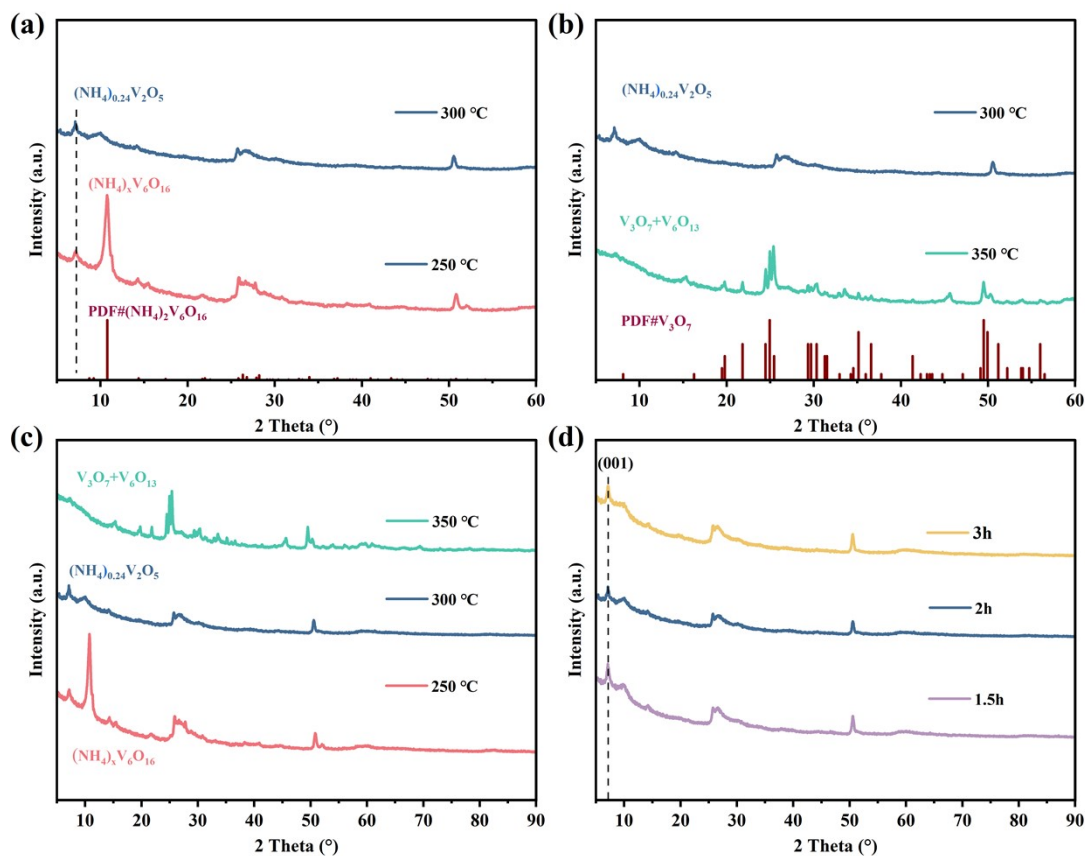 (a)
(NH₄)₀.₂₄V₂O₅
300 °C
(NH₄)ₓV₆O₁₆
250 °C
PDF#(NH₄)₂V₆O₁₆
Intensity (a.u.)
10 20 30 40 50 60
2 Theta (°)
(b)
(NH₄)₀.₂₄V₂O₅
300 °C
V₃O₇+V₆O₁₃
350 °C
PDF#V₃O₇
Intensity (a.u.)
10 20 30 40 50 60
2 Theta (°)
(c)
V₃O₇+V₆O₁₃
350 °C
(NH₄)₀.₂₄V₂O₅
300 °C
250 °C
(NH₄)ₓV₆O₁₆
Intensity (a.u.)
10 20 30 40 50 60 70 80 90
2 Theta (°)
(d)
(001)
3h
2h
1.5h
Intensity (a.u.)
10 20 30 40 50 60 70 80 90
2 Theta (°)